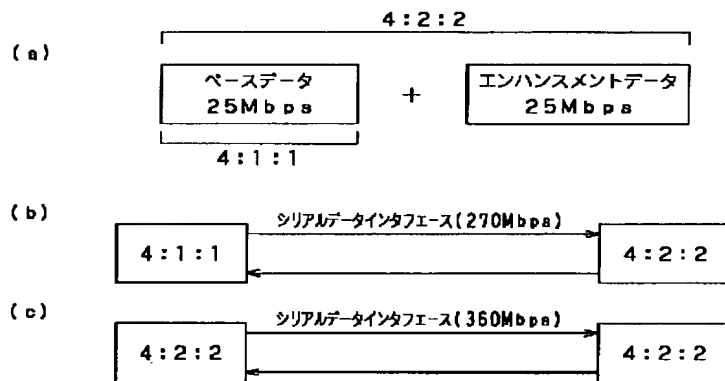 4:2:2
(a)
ベースデータ エンハンスメントデータ
25Mbps + 25Mbps
4:1:1
(b)
シリアルデータインタフェース(270Mbps)
4:1:1 4:2:2
(c)
シリアルデータインタフェース(360Mbps)
4:2:2 4:2:2